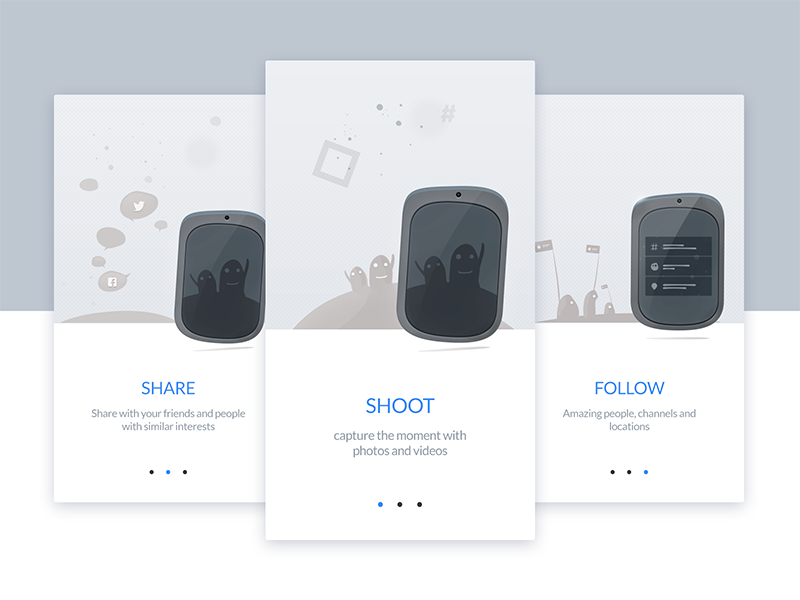 SHARE
Share with your friends and people
with similar interests
#
SHOOT
capture the moment with
photos and videos
#
FOLLOW
Amazing people, channels and
locations